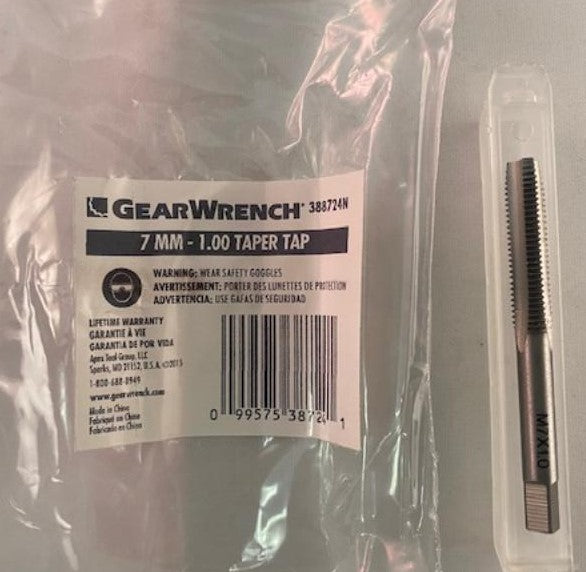 GEARWRENCH® 388724N
7 MM - 1.00 TAPER TAP
WARNING: WEAR SAFETY GOGGLES
AVERTISSEMENT: PORTER DES LUNETTES DE PROTECTION
ADVERTENCIA: USE GAFAS DE SEGURIDAD
LIFETIME WARRANTY
GARANTIE À VIE
GARANTIA DE POR VIDA
Apex Tool Group, LLC
Sparks, MD 21152, U.S.A. ©2015
1-800-688-8949
www.gearwrench.com
Made in China
Fabriqué en Chine
Fabricado en China
0 99575 38724 1
M7X10